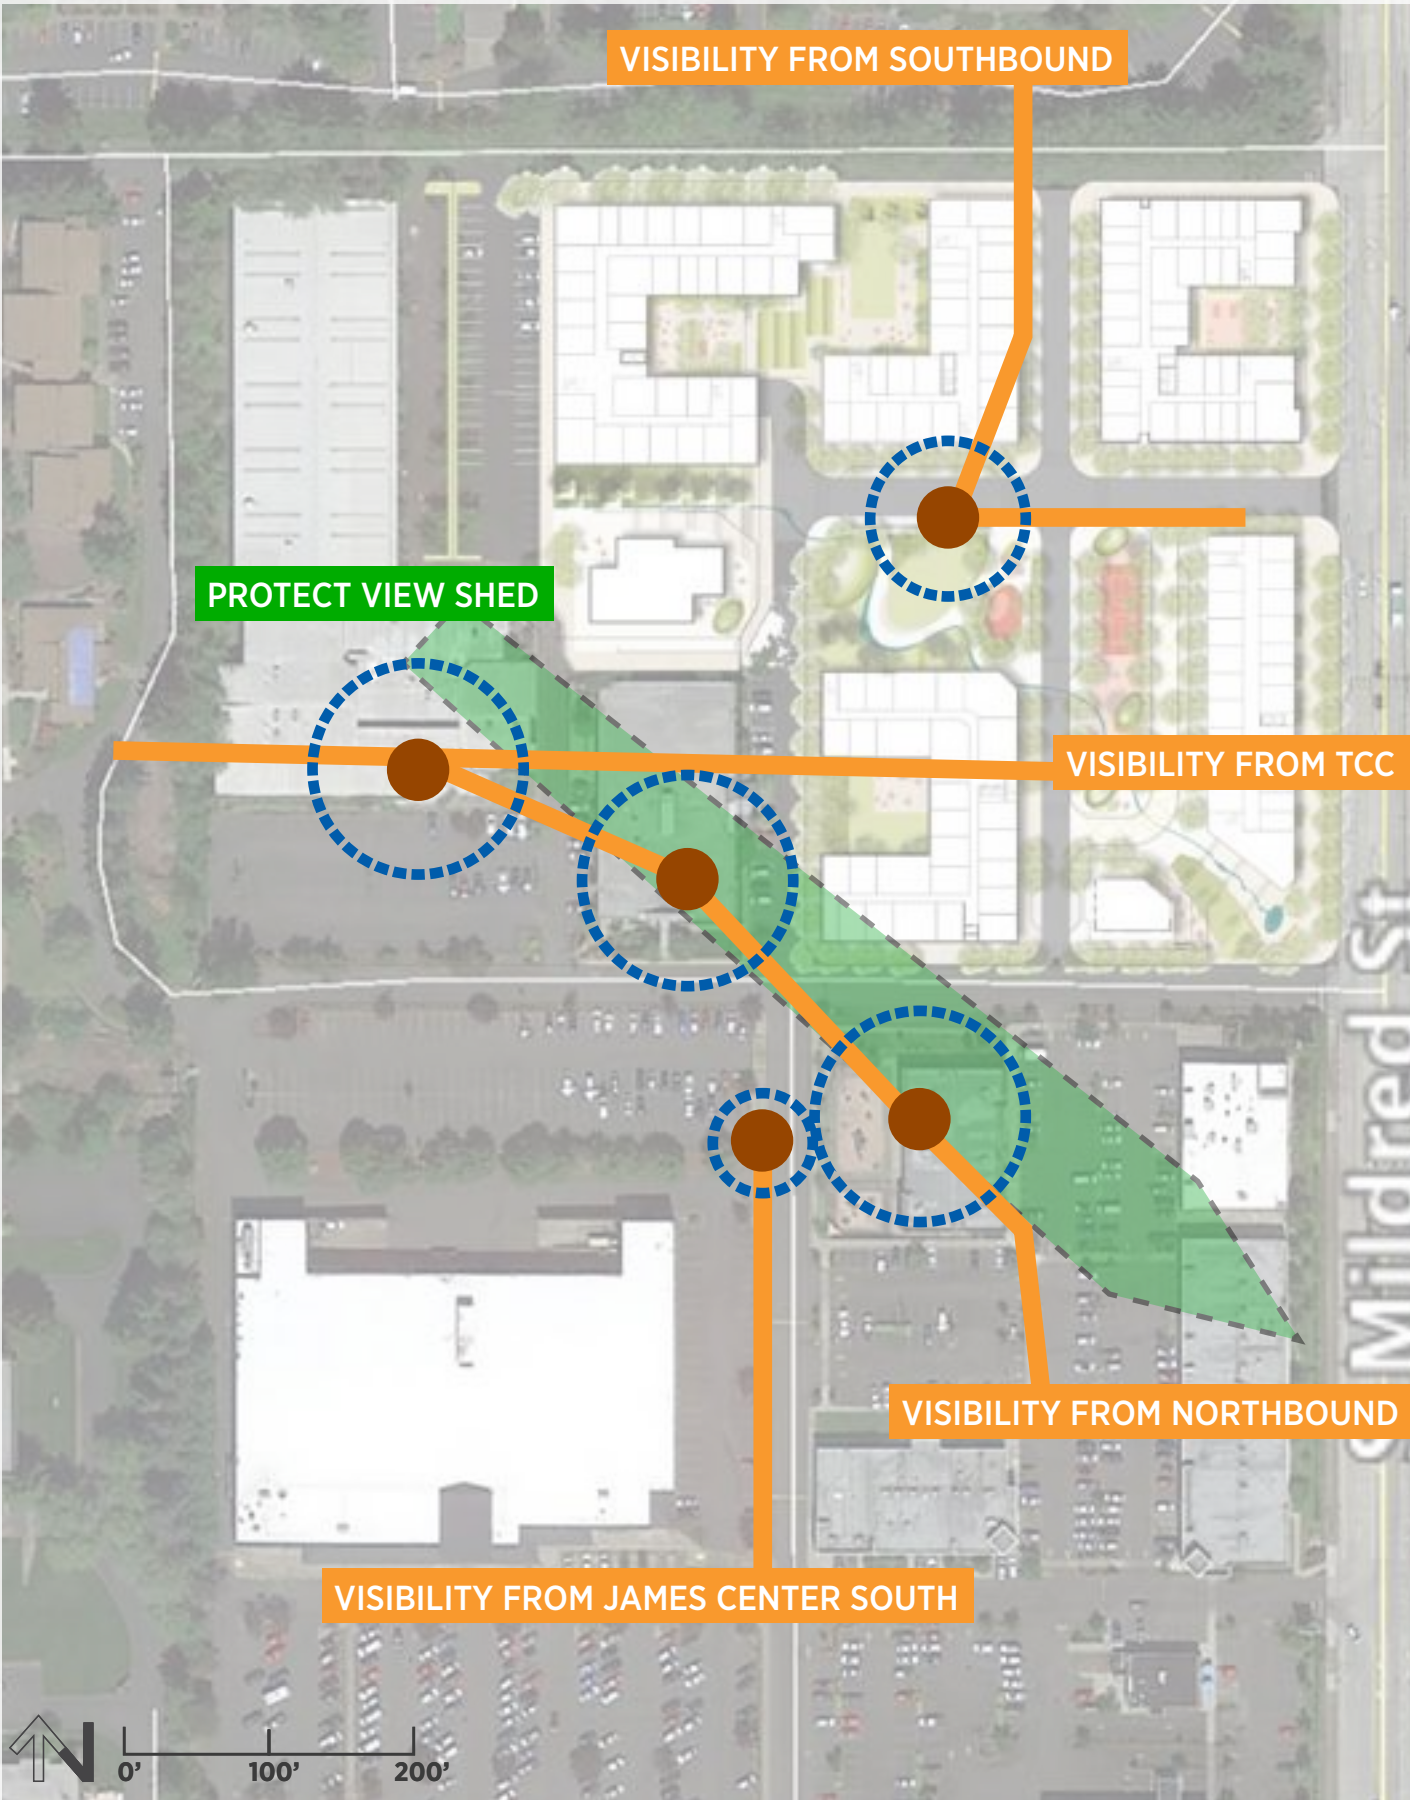 VISIBILITY FROM SOUTHBOUND
PROTECT VIEW SHED
VISIBILITY FROM TCC
S Mildred St
VISIBILITY FROM NORTHBOUND
VISIBILITY FROM JAMES CENTER SOUTH
N
0’
100’
200’